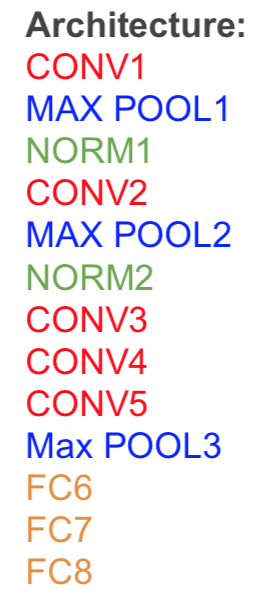 Architecture:
CONV1
MAX POOL1
NORM1
CONV2
MAX POOL2
NORM2
CONV3
CONV4
CONV5
Max POOL3
FC6
FC7
FC8